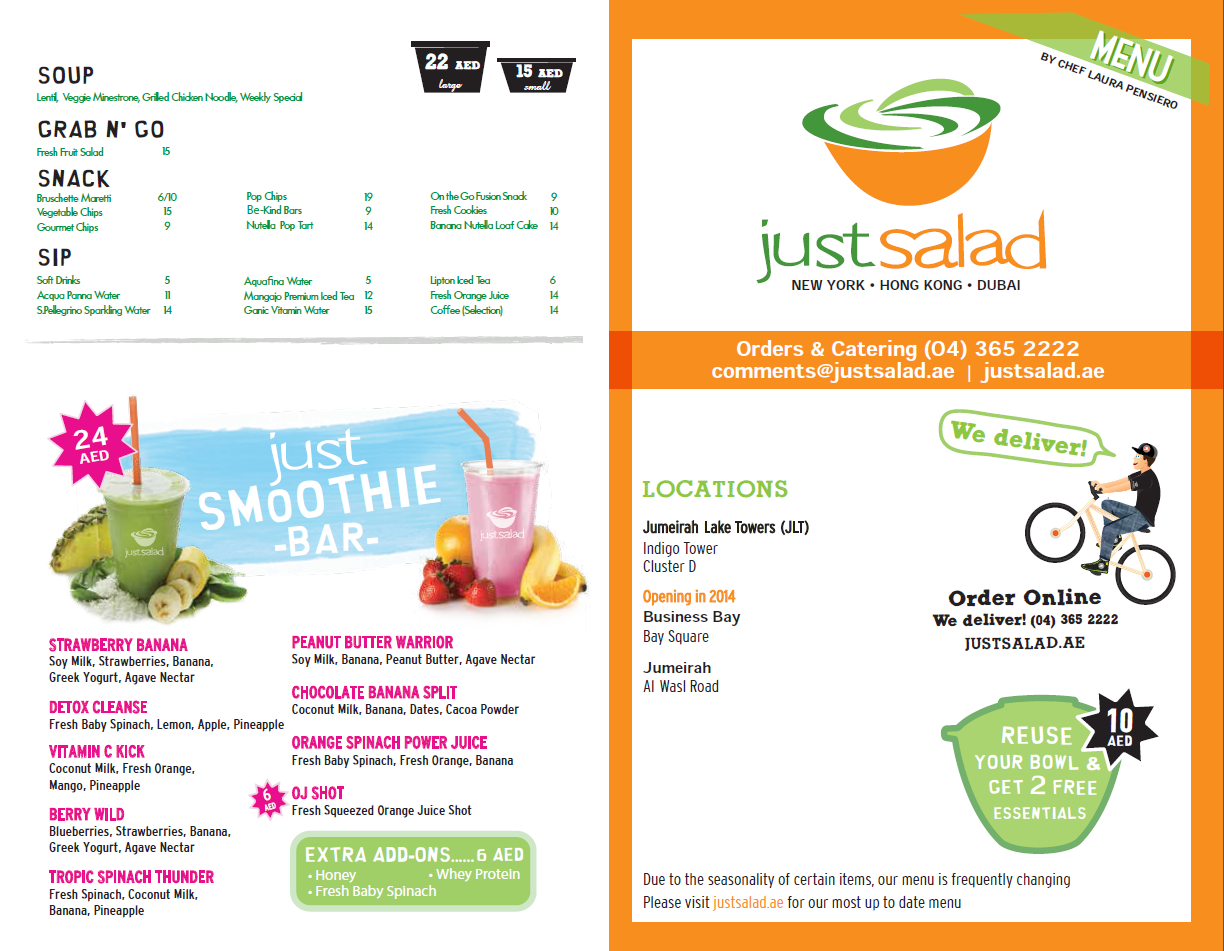 22 AED
large
15 AED
small
SOUP
Lentil, Veggie Minestrone, Grilled Chicken Noodle, Weekly Special
GRAB N' GO
Fresh Fruit Salad 15
SNACK
Bruschette Maretti 6/10
Vegetable Chips 15
Gourmet Chips 9
Pop Chips 19
Be-Kind Bars 9
Nutella Pop Tart 14
On the Go Fusion Snack 9
Fresh Cookies 10
Banana Nutella Loaf Cake 14
SIP
Soft Drinks 5
Acqua Panna Water 11
S.Pellegrino Sparkling Water 14
Aquafina Water 5
Mangajo Premium Iced Tea 12
Ganic Vitamin Water 15
Lipton Iced Tea 6
Fresh Orange Juice 14
Coffee (Selection) 14
24
AED
just
SMOOTHIE
-BAR-
justsalad
justsalad
STRAWBERRY BANANA
Soy Milk, Strawberries, Banana,
Greek Yogurt, Agave Nectar
DETOX CLEANSE
Fresh Baby Spinach, Lemon, Apple, Pineapple
VITAMIN C KICK
Coconut Milk, Fresh Orange,
Mango, Pineapple
BERRY WILD
Blueberries, Strawberries, Banana,
Greek Yogurt, Agave Nectar
TROPIC SPINACH THUNDER
Fresh Spinach, Coconut Milk,
Banana, Pineapple
PEANUT BUTTER WARRIOR
Soy Milk, Banana, Peanut Butter, Agave Nectar
CHOCOLATE BANANA SPLIT
Coconut Milk, Banana, Dates, Cacoa Powder
ORANGE SPINACH POWER JUICE
Fresh Baby Spinach, Fresh Orange, Banana
6
AED
OJ SHOT
Fresh Squeezed Orange Juice Shot
EXTRA ADD-ONS......6 AED
• Honey • Whey Protein
• Fresh Baby Spinach
MENU
BY CHEF LAURA PENSIERO
justsalad
NEW YORK • HONG KONG • DUBAI
Orders & Catering (04) 365 2222
comments@justsalad.ae | justsalad.ae
We deliver!
LOCATIONS
Jumeirah Lake Towers (JLT)
Indigo Tower
Cluster D
Opening in 2014
Business Bay
Bay Square
Jumeirah
Al Wasl Road
Order Online
We deliver! (04) 365 2222
JUSTSALAD.AE
10
AED
REUSE
YOUR BOWL &
GET 2 FREE
ESSENTIALS
Due to the seasonality of certain items, our menu is frequently changing
Please visit justsalad.ae for our most up to date menu